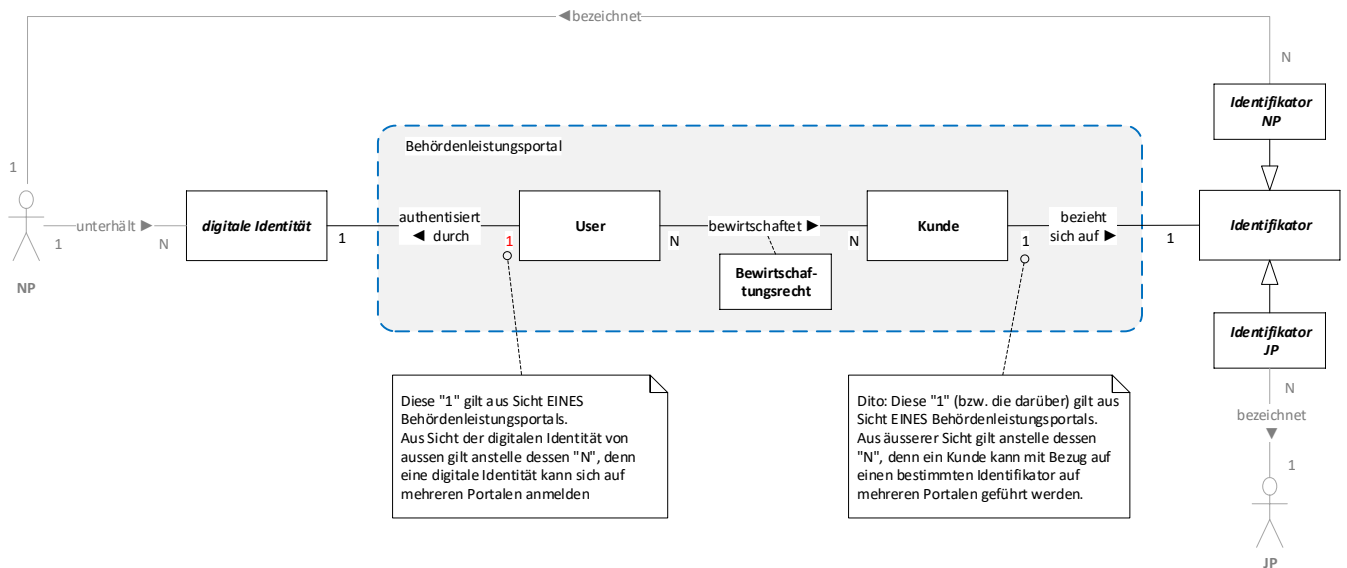 ◄bezeichnet
N
Identifikator
NP
Behördenleistungsportal
1
unterhält ►
1
N
NP
digitale Identität
1
authentisiert
◄ durch
1
User
N
bewirtschaftet ►
N
Bewirtschaf-
tungsrecht
Kunde
1
bezieht
sich auf ►
1
Identifikator
Identifikator
JP
N
bezeichnet
▼
1
JP
Diese "1" gilt aus Sicht EINES
Behördenleistungsportals.
Aus Sicht der digitalen Identität von
aussen gilt anstelle dessen "N", denn
eine digitale Identität kann sich auf
mehreren Portalen anmelden
Dito: Diese "1" (bzw. die darüber) gilt aus
Sicht EINES Behördenleistungsportals.
Aus äusserer Sicht gilt anstelle dessen
"N", denn ein Kunde kann mit Bezug auf
einen bestimmten Identifikator auf
mehreren Portalen geführt werden.